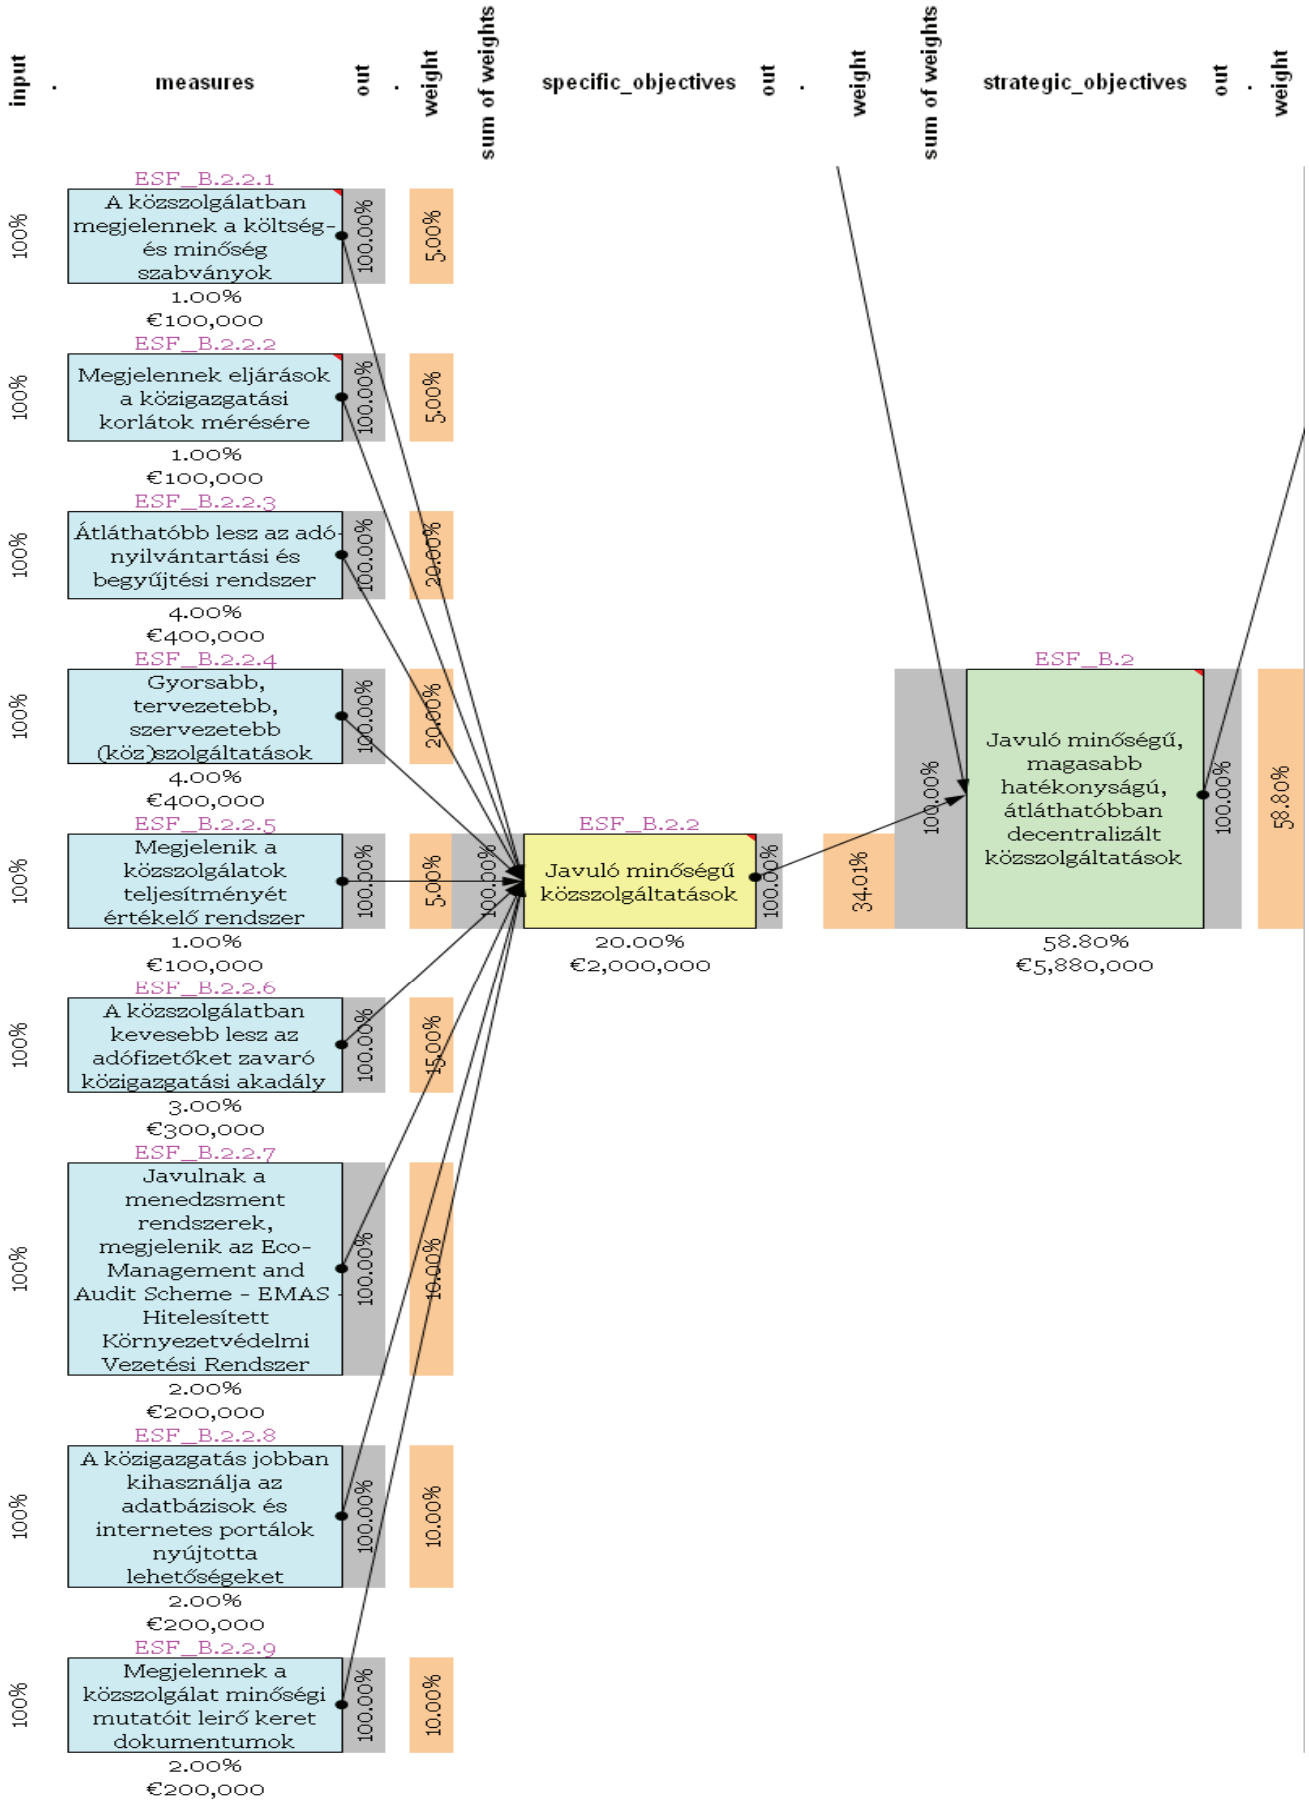 input
.
measures
out
.
weight
sum of weights
specific_objectives
out
.
weight
sum of weights
strategic_objectives
out
.
weight
ESF_B.2.2.1
100%
A közszolgálatban
megjelennek a költség-
és minőség
szabványok
100.00%
5.00%
1.00%
€100,000
ESF_B.2.2.2
100%
Megjelennek eljárások
a közigazgatási
korlátok mérésére
100.00%
5.00%
1.00%
€100,000
ESF_B.2.2.3
100%
Átláthatóbb lesz az adó-
nyilvántartási és
begyűjtési rendszer
100.00%
20.00%
4.00%
€400,000
ESF_B.2.2.4
100%
Gyorsabb,
tervezetebb,
szervezetebb
(köz)szolgáltatások
100.00%
20.00%
4.00%
€400,000
ESF_B.2.2.5
100%
Megjelenik a
közszolgálatok
teljesítményét
értékelő rendszer
100.00%
5.00%
1.00%
€100,000
100.00%
ESF_B.2.2
Javuló minőségű
közszolgáltatások
100.00%
34.01%
20.00%
€2,000,000
100.00%
ESF_B.2
Javuló minőségű,
magasabb
hatékonyságú,
átláthatóbban
decentralizált
közszolgáltatások
100.00%
58.80%
58.80%
€5,880,000
ESF_B.2.2.6
100%
A közszolgálatban
kevesebb lesz az
adófizetőket zavaró
közigazgatási akadály
100.00%
15.00%
3.00%
€300,000
ESF_B.2.2.7
100%
Javulnak a
menedzsment
rendszerek,
megjelenik az Eco-
Management and
Audit Scheme - EMAS -
Hitelesített
Környezetvédelmi
Vezetési Rendszer
100.00%
10.00%
2.00%
€200,000
ESF_B.2.2.8
100%
A közigazgatás jobban
kihasználja az
adatbázisok és
internetes portálok
nyújtotta
lehetőségeket
100.00%
10.00%
2.00%
€200,000
ESF_B.2.2.9
100%
Megjelennek a
közszolgálat minőségi
mutatóit leirő keret
dokumentumok
100.00%
10.00%
2.00%
€200,000